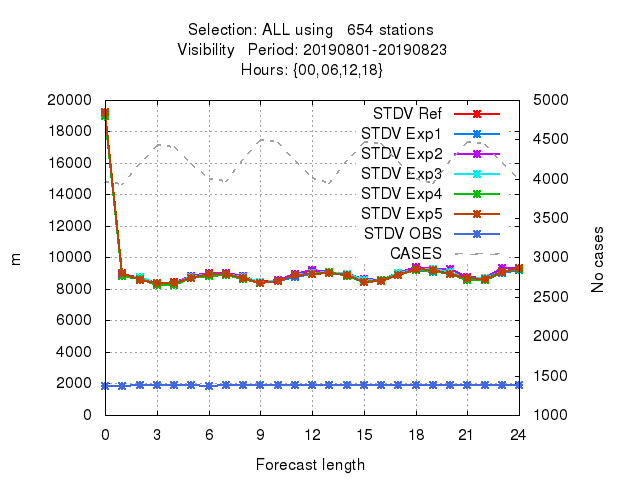 Selection: ALL using   654 stations
Visibility   Period: 20190801-20190823
Hours: {00,06,12,18}
20000
18000
16000
14000
12000
10000
8000
6000
4000
2000
0
m
5000
4500
4000
3500
3000
2500
2000
1500
1000
No cases
STDV Ref
STDV Exp1
STDV Exp2
STDV Exp3
STDV Exp4
STDV Exp5
STDV OBS
CASES
0 3 6 9 12 15 18 21 24
Forecast length